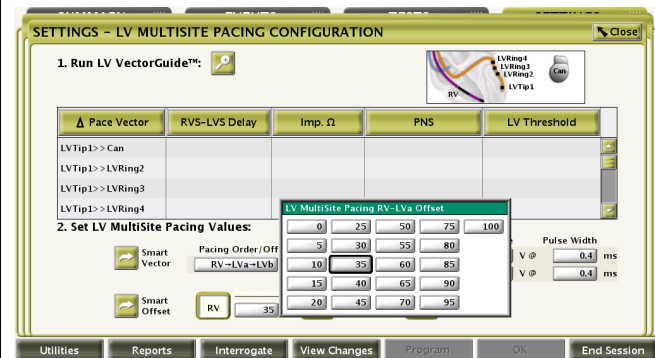 SETTINGS - LV MULTISITE PACING CONFIGURATION
Close
1. Run LV VectorGuide™:
LVRing4
LVRing3
LVRing2
LVTip1
RV
Can
Δ Pace Vector RVS-LVS Delay Imp. Ω PNS LV Threshold
LVTip1>>Can
LVTip1>>LVRing2
LVTip1>>LVRing3
LVTip1>>LVRing4
LV MultiSite Pacing RV-LVa Offset
0 25 50 75 100
5 30 55 80
10 35 60 85
15 40 65 90
20 45 70 95
2. Set LV MultiSite Pacing Values:
Smart Vector
Pacing Order/Off
RV→LVa→LVb
Pulse Width
V @ 0.4 ms
V @ 0.4 ms
Smart Offset
RV 35
Utilities Reports Interrogate View Changes Program OK End Session